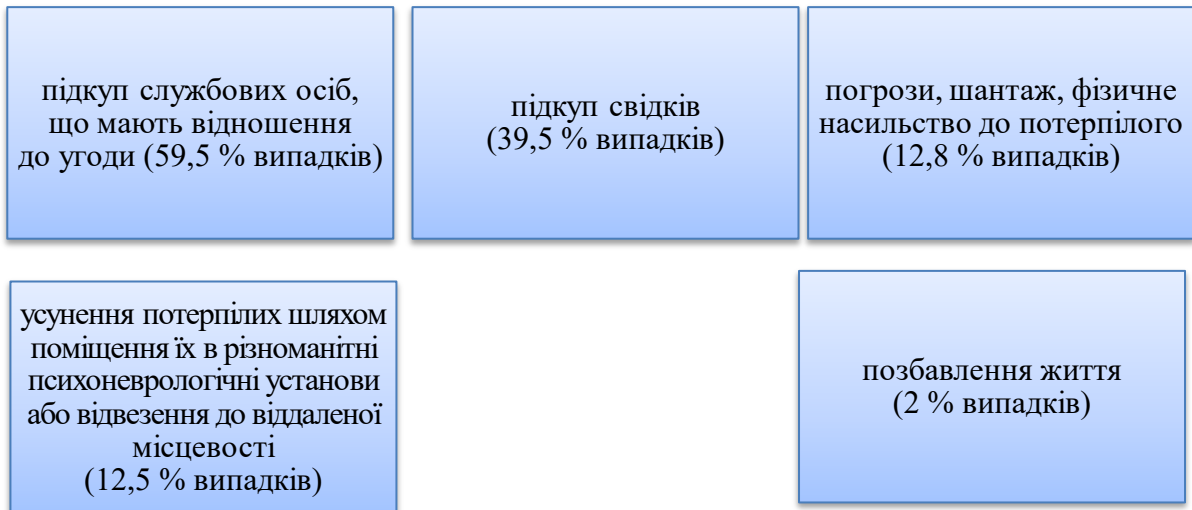 підкуп службових осіб,
що мають відношення
до угоди (59,5 % випадків)
підкуп свідків
(39,5 % випадків)
погрози, шантаж, фізичне
насильство до потерпілого
(12,8 % випадків)
усунення потерпілих шляхом
поміщення їх в різноманітні
психоневрологічні установи
або відвезення до віддаленої
місцевості
(12,5 % випадків)
позбавлення життя
(2 % випадків)